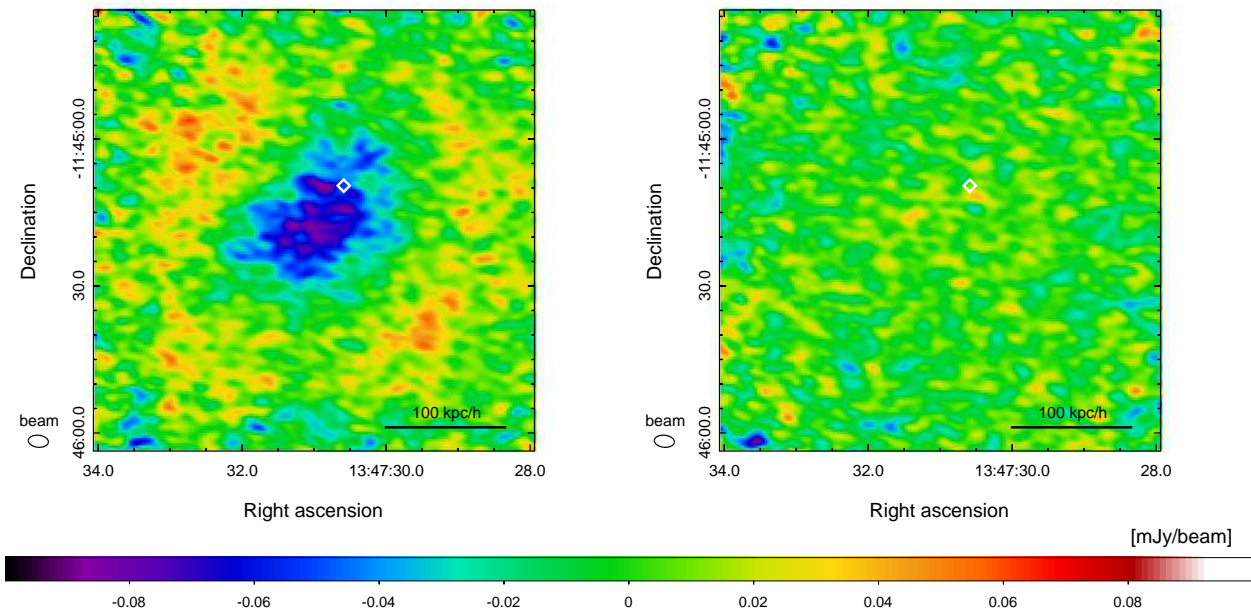 -11:45:00.0
30.0
46:00.0
Declination
beam
100 kpc/h
34.0 32.0 13:47:30.0 28.0
Right ascension
-11:45:00.0
30.0
46:00.0
Declination
beam
100 kpc/h
34.0 32.0 13:47:30.0 28.0
Right ascension
[mJy/beam]
-0.08 -0.06 -0.04 -0.02 0 0.02 0.04 0.06 0.08